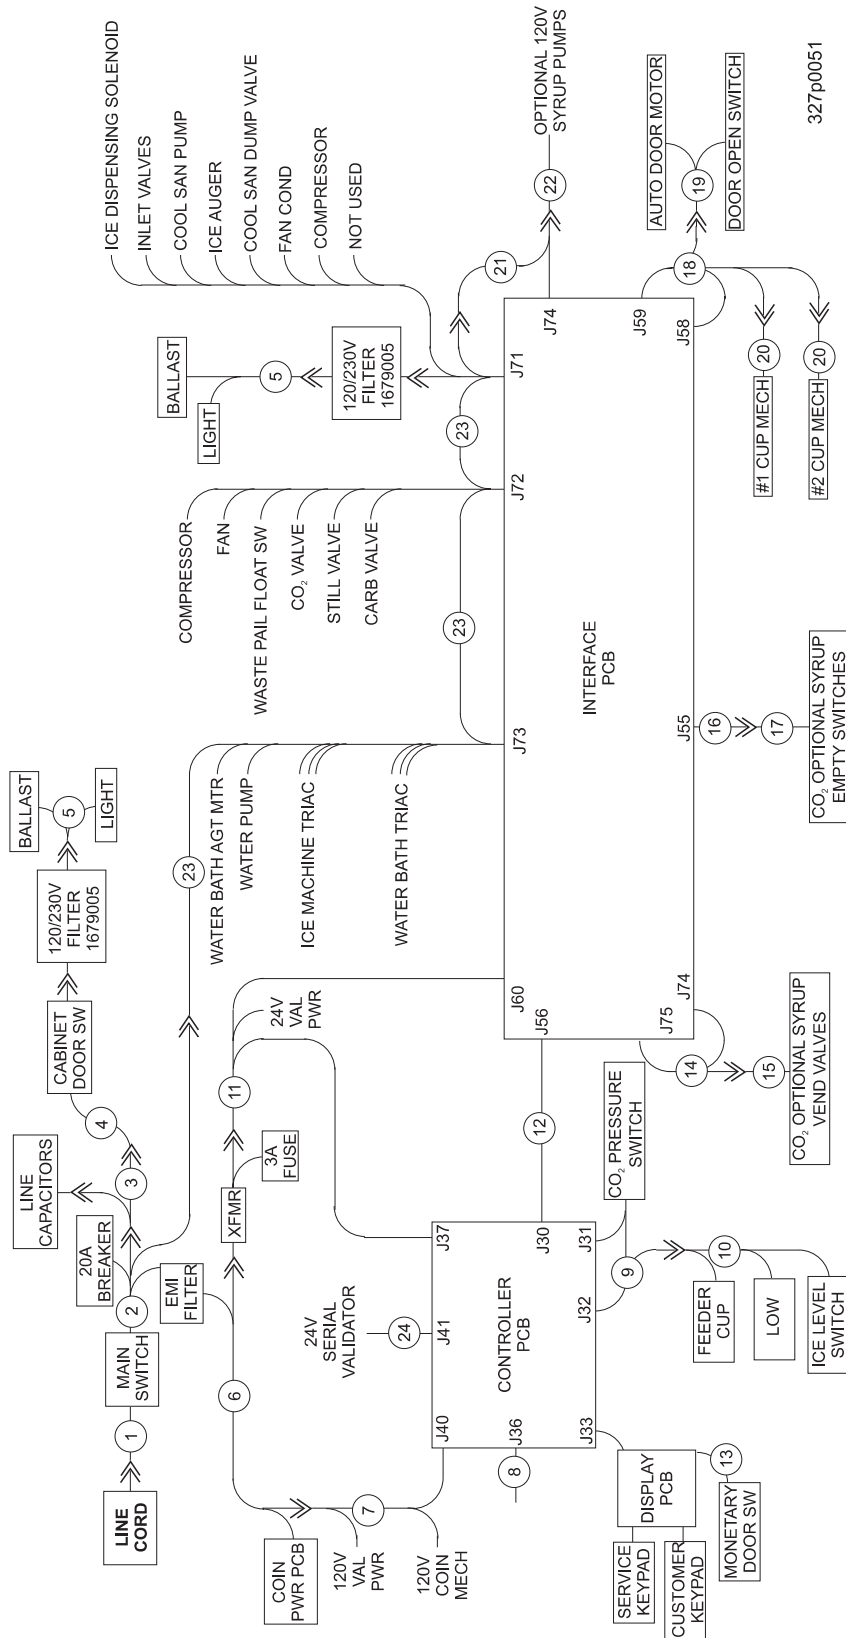 LINE
CORD
1
MAIN
SWITCH
2
20A
BREAKER
EMI
FILTER
LINE
CAPACITORS
3
4
CABINET
DOOR SW
120/230V
FILTER
1679005
5
BALLAST
LIGHT
COIN
PWR PCB
120V
VAL
PWR
7
120V
COIN
MECH
6
XFMR
3A
FUSE
11
24V
VAL
PWR
23
WATER BATH AGT MTR
WATER PUMP
ICE MACHINE TRIAC
WATER BATH TRIAC
COMPRESSOR
FAN
WASTE PAIL FLOAT SW
CO₂ VALVE
STILL VALVE
CARB VALVE
23
23
BALLAST
LIGHT
5
120/230V
FILTER
1679005
ICE DISPENSING SOLENOID
INLET VALVES
COOL SAN PUMP
ICE AUGER
COOL SAN DUMP VALVE
FAN COND
COMPRESSOR
NOT USED
21
22
OPTIONAL 120V
SYRUP PUMPS
24V
SERIAL
VALIDATOR
24
J40
J41
J37
J36
CONTROLLER
PCB
J30
J33
J32
J31
8
12
J60
J56
J73
J72
J71
J74
J59
J58
INTERFACE
PCB
J75
J74
J55
DISPLAY
PCB
SERVICE
KEYPAD
CUSTOMER
KEYPAD
13
MONETARY
DOOR SW
9
CO₂ PRESSURE
SWITCH
10
FEEDER
CUP
LOW
ICE LEVEL
SWITCH
14
15
CO₂ OPTIONAL SYRUP
VEND VALVES
16
17
CO₂ OPTIONAL SYRUP
EMPTY SWITCHES
18
19
AUTO DOOR MOTOR
DOOR OPEN SWITCH
20
#1 CUP MECH
20
#2 CUP MECH
327p0051